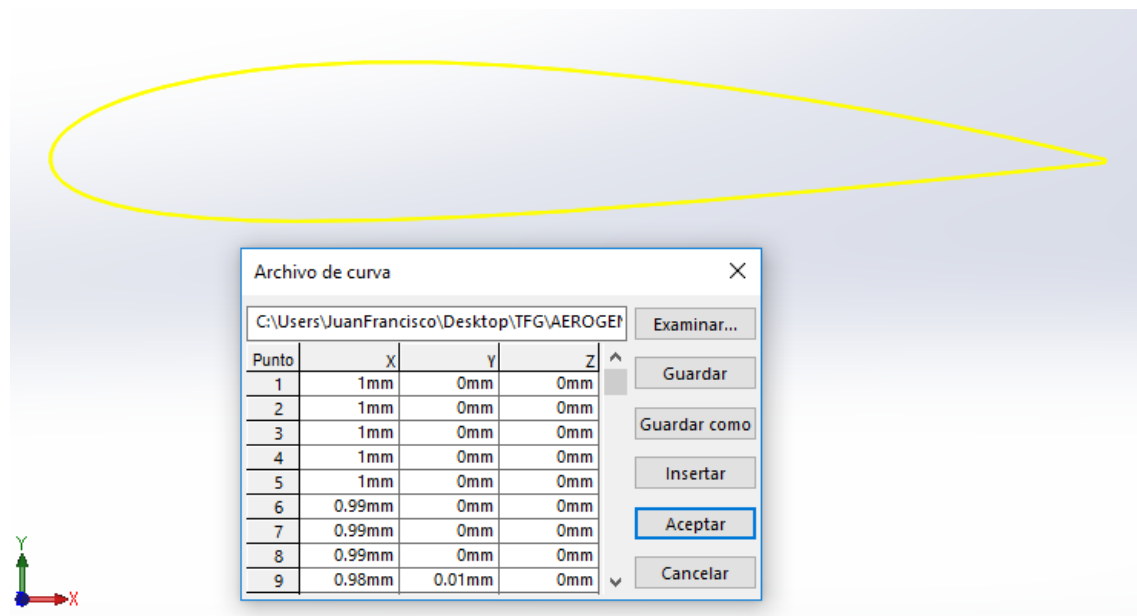 Archivo de curva
C:\Users\JuanFrancisco\Desktop\TFG\AEROGEN
Examinar...
Punto X Y Z
1 1mm 0mm 0mm
2 1mm 0mm 0mm
3 1mm 0mm 0mm
4 1mm 0mm 0mm
5 1mm 0mm 0mm
6 0.99mm 0mm 0mm
7 0.99mm 0mm 0mm
8 0.99mm 0mm 0mm
9 0.98mm 0.01mm 0mm
Guardar
Guardar como
Insertar
Aceptar
Cancelar
Y
X